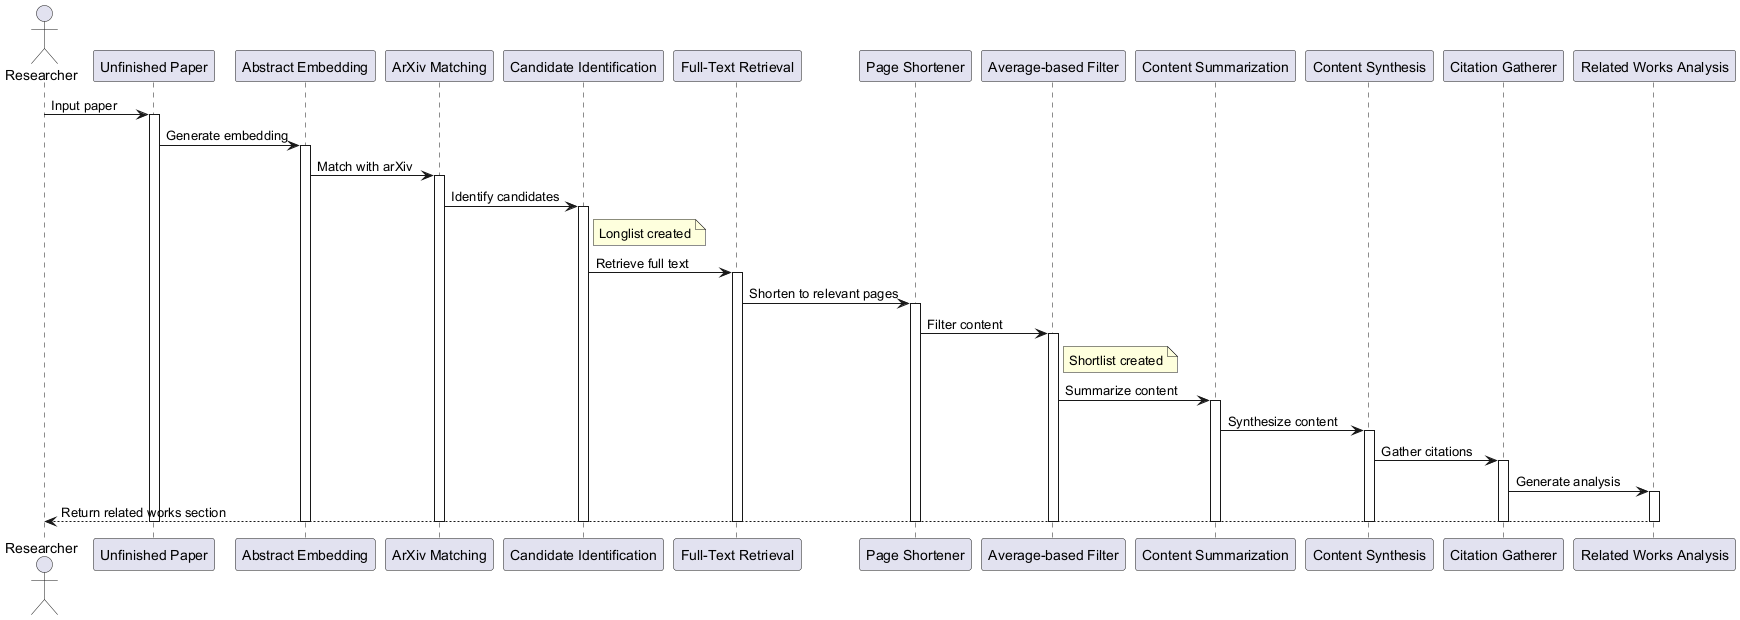 Researcher
Unfinished Paper
Abstract Embedding
ArXiv Matching
Candidate Identification
Full-Text Retrieval
Page Shortener
Average-based Filter
Content Summarization
Content Synthesis
Citation Gatherer
Related Works Analysis
Input paper
Generate embedding
Match with arXiv
Identify candidates
Longlist created
Retrieve full text
Shorten to relevant pages
Filter content
Shortlist created
Summarize content
Synthesize content
Gather citations
Generate analysis
Return related works section
Researcher
Unfinished Paper
Abstract Embedding
ArXiv Matching
Candidate Identification
Full-Text Retrieval
Page Shortener
Average-based Filter
Content Summarization
Content Synthesis
Citation Gatherer
Related Works Analysis